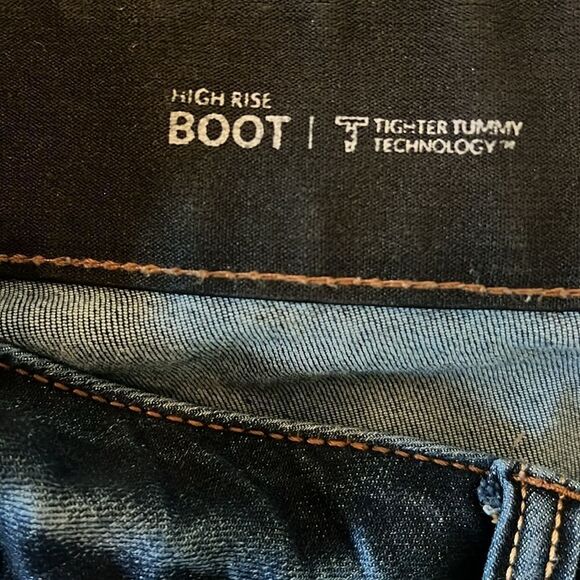 HIGH RISE
BOOT | T TIGHTER TUMMY
TECHNOLOGY™